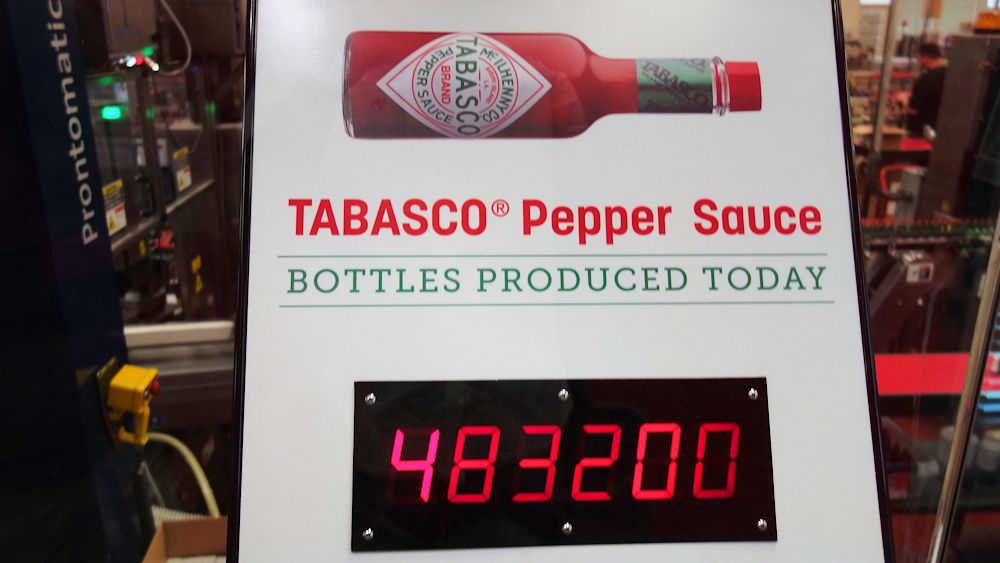 Prontomatic
McILHENNY CO
TABASCO
BRAND
PEPPER SAUCE
TABASCO
TABASCO® Pepper Sauce
BOTTLES PRODUCED TODAY
483200